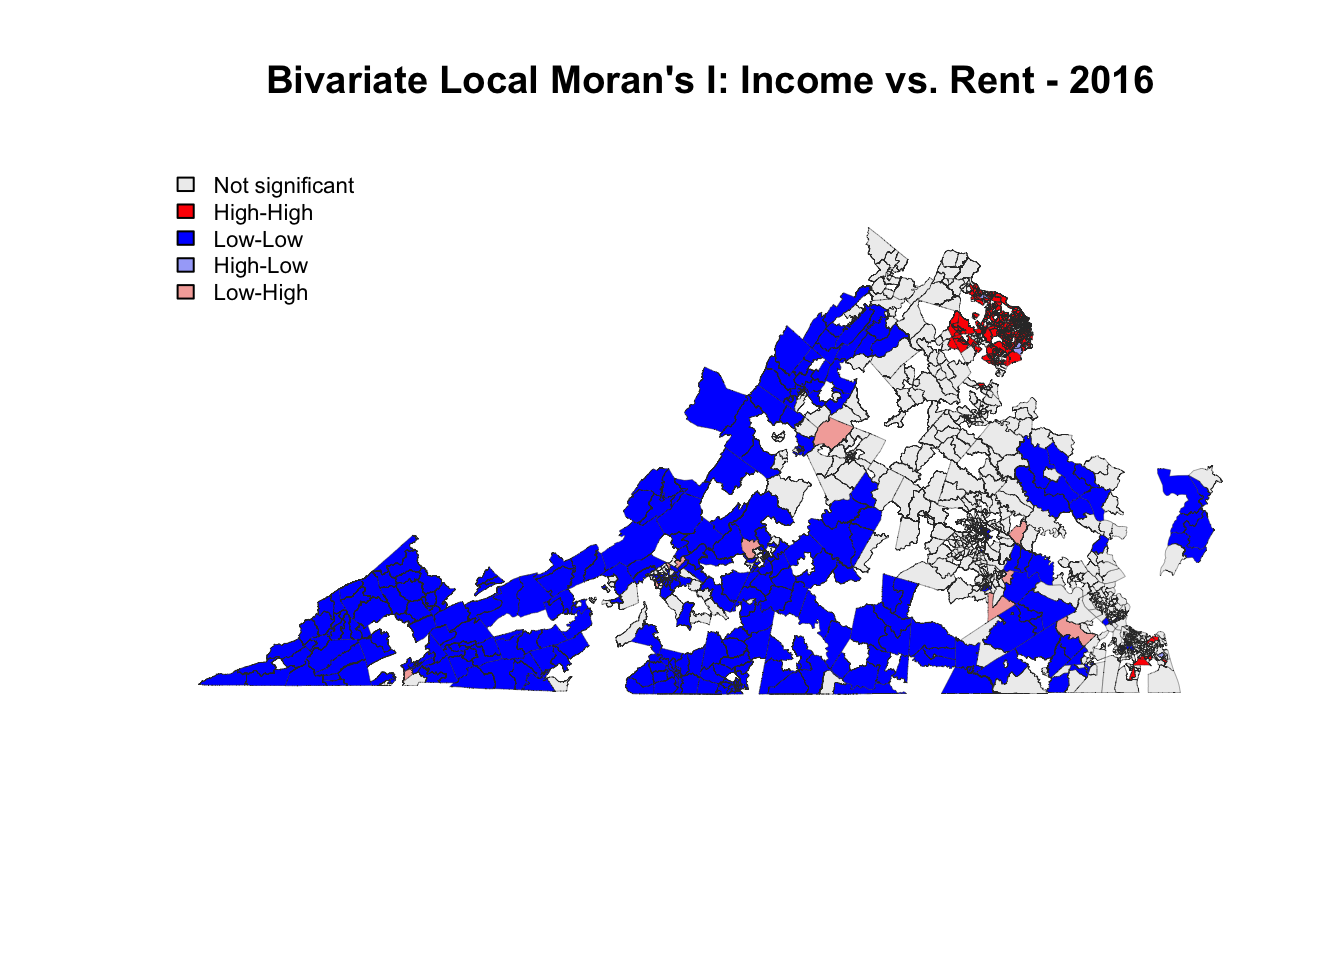 Bivariate Local Moran's I: Income vs. Rent - 2016
Not significant
High-High
Low-Low
High-Low
Low-High